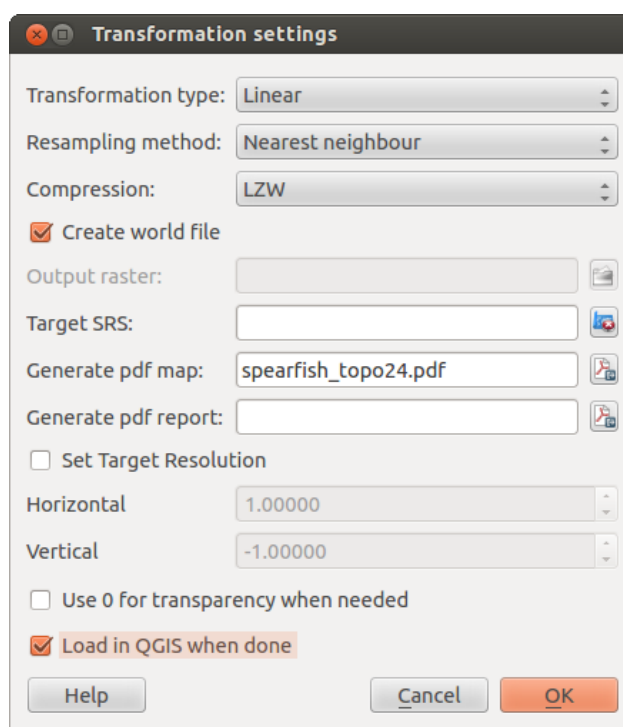 Transformation settings
Transformation type: Linear
Resampling method: Nearest neighbour
Compression: LZW
Create world file
Output raster:
Target SRS:
Generate pdf map: spearfish_topo24.pdf
Generate pdf report:
Set Target Resolution
Horizontal 1.00000
Vertical -1.00000
Use 0 for transparency when needed
Load in QGIS when done
Help Cancel OK